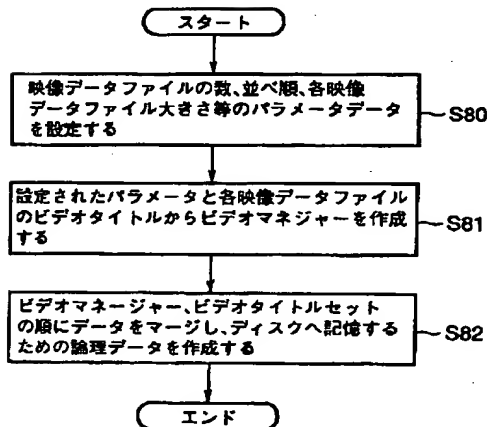 スタート
映像データファイルの数、並べ順、各映像
データファイル大きさ等のパラメータデータ
を設定する
S80
設定されたパラメータと各映像データファイル
のビデオタイトルからビデオマネジャーを作成
する
S81
ビデオマネージャー、ビデオタイトルセット
の順にデータをマージし、ディスクへ記憶する
ための論理データを作成する
S82
エンド